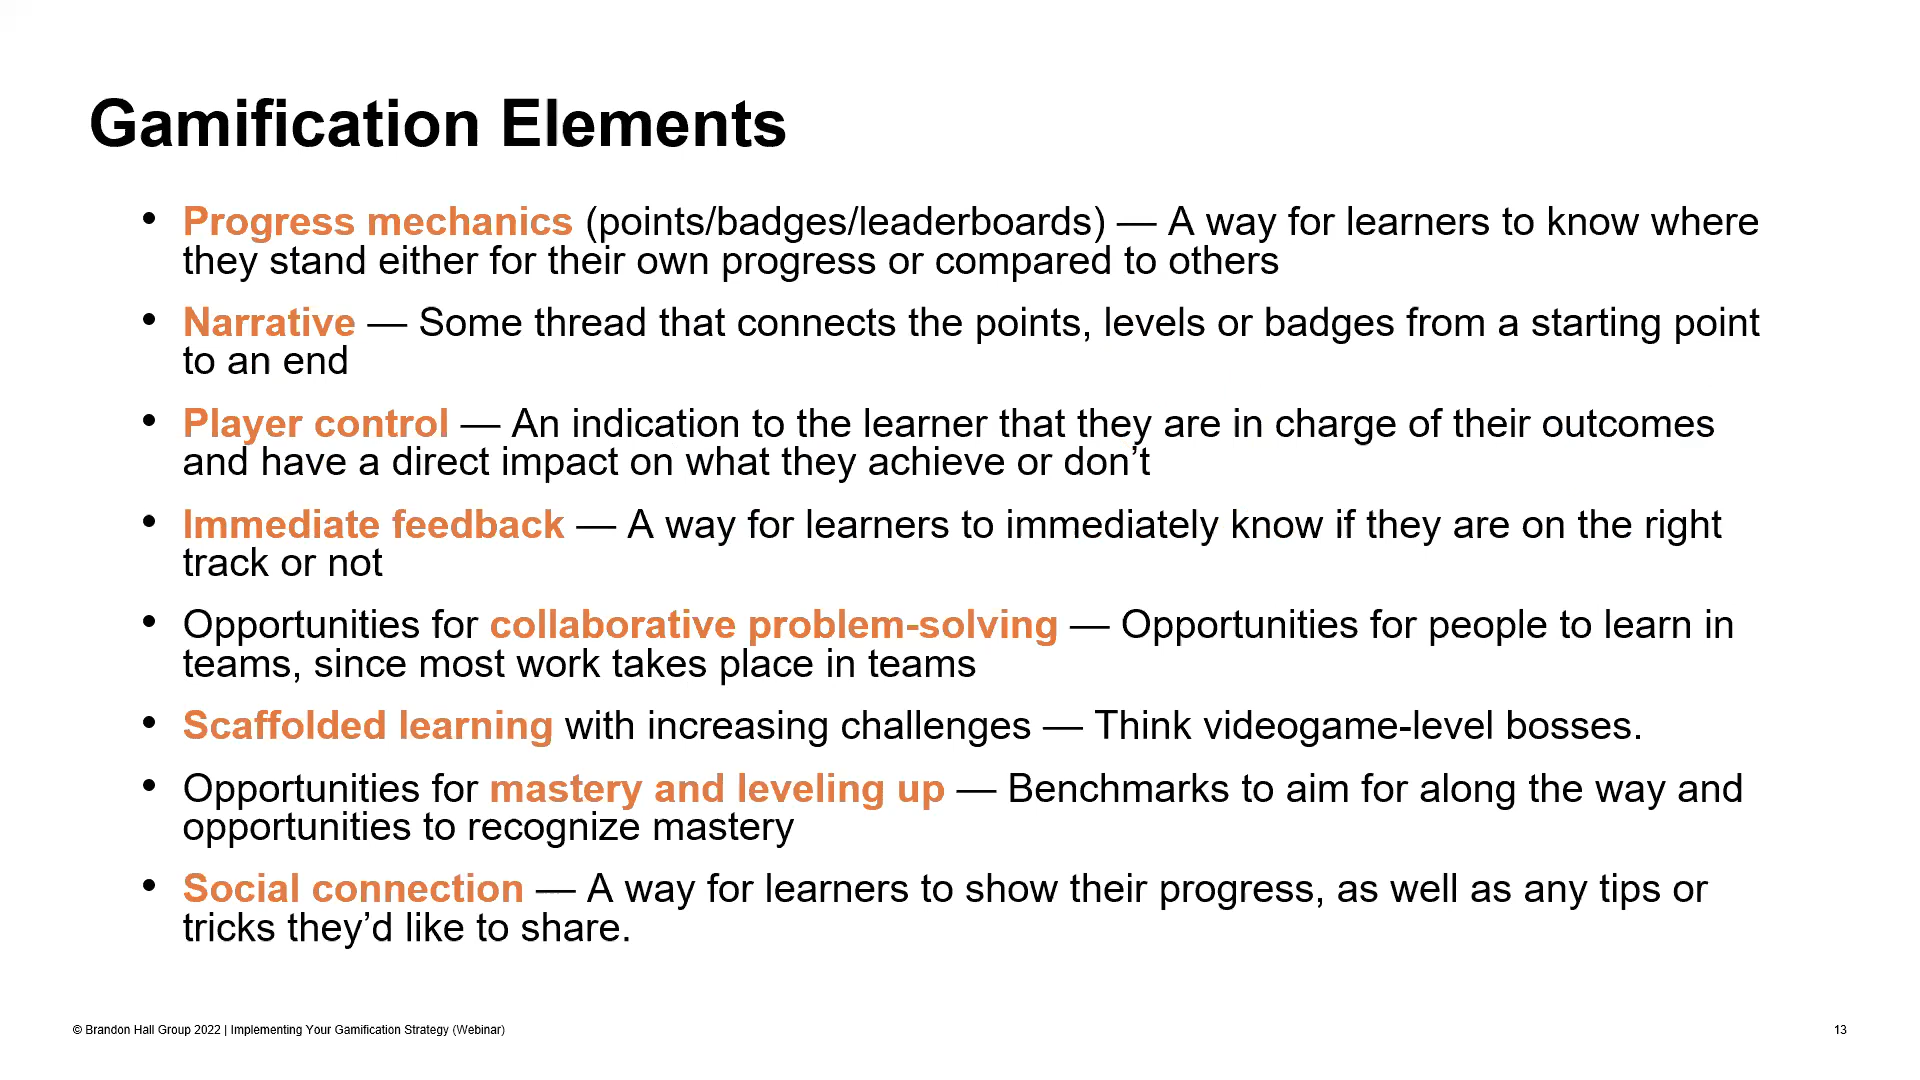 Gamification Elements
• Progress mechanics (points/badges/leaderboards) — A way for learners to know where
they stand either for their own progress or compared to others
• Narrative — Some thread that connects the points, levels or badges from a starting point
to an end
• Player control — An indication to the learner that they are in charge of their outcomes
and have a direct impact on what they achieve or don’t
• Immediate feedback — A way for learners to immediately know if they are on the right
track or not
• Opportunities for collaborative problem-solving — Opportunities for people to learn in
teams, since most work takes place in teams
• Scaffolded learning with increasing challenges — Think videogame-level bosses.
• Opportunities for mastery and leveling up — Benchmarks to aim for along the way and
opportunities to recognize mastery
• Social connection — A way for learners to show their progress, as well as any tips or
tricks they’d like to share.
© Brandon Hall Group 2022 | Implementing Your Gamification Strategy (Webinar)
13